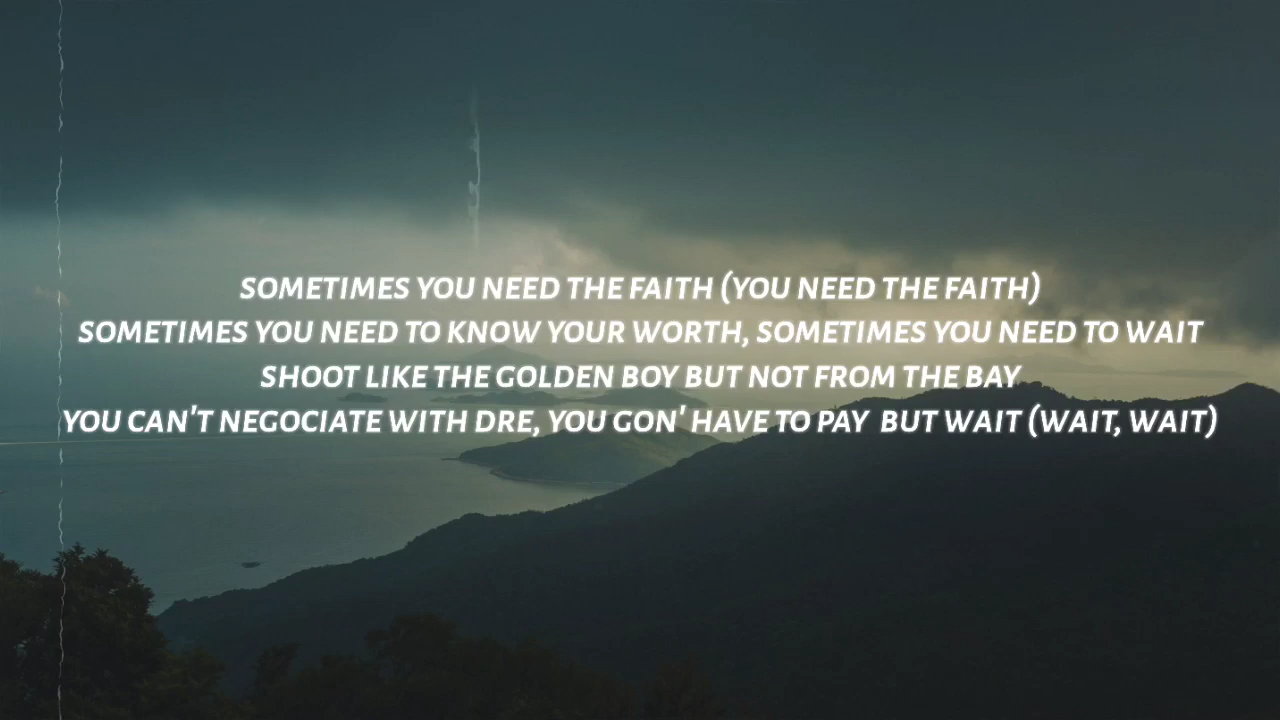 SOMETIMES YOU NEED THE FAITH (YOU NEED THE FAITH)
SOMETIMES YOU NEED TO KNOW YOUR WORTH, SOMETIMES YOU NEED TO WAIT
SHOOT LIKE THE GOLDEN BOY BUT NOT FROM THE BAY
YOU CAN'T NEGOCIATE WITH DRE, YOU GON' HAVE TO PAY BUT WAIT (WAIT, WAIT)